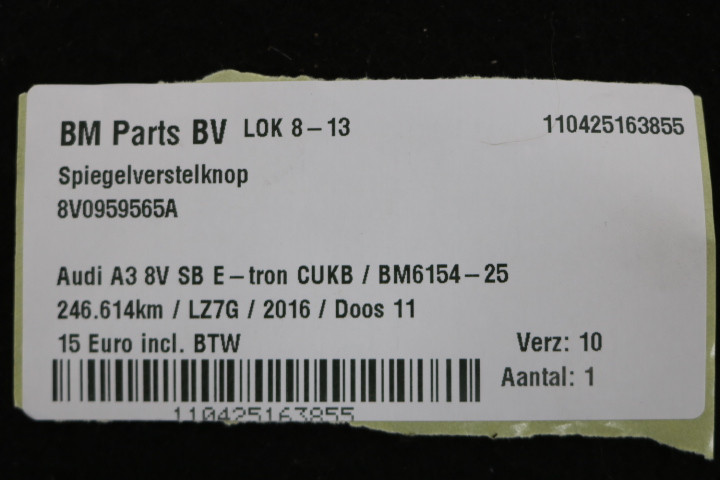 BM Parts BV LOK 8-13 110425163855
Spiegelverstelknop
8V0959565A
Audi A3 8V SB E-tron CUKB / BM6154-25
246.614km / LZ7G / 2016 / Doos 11
15 Euro incl. BTW Verz: 10
Aantal: 1
110425163855